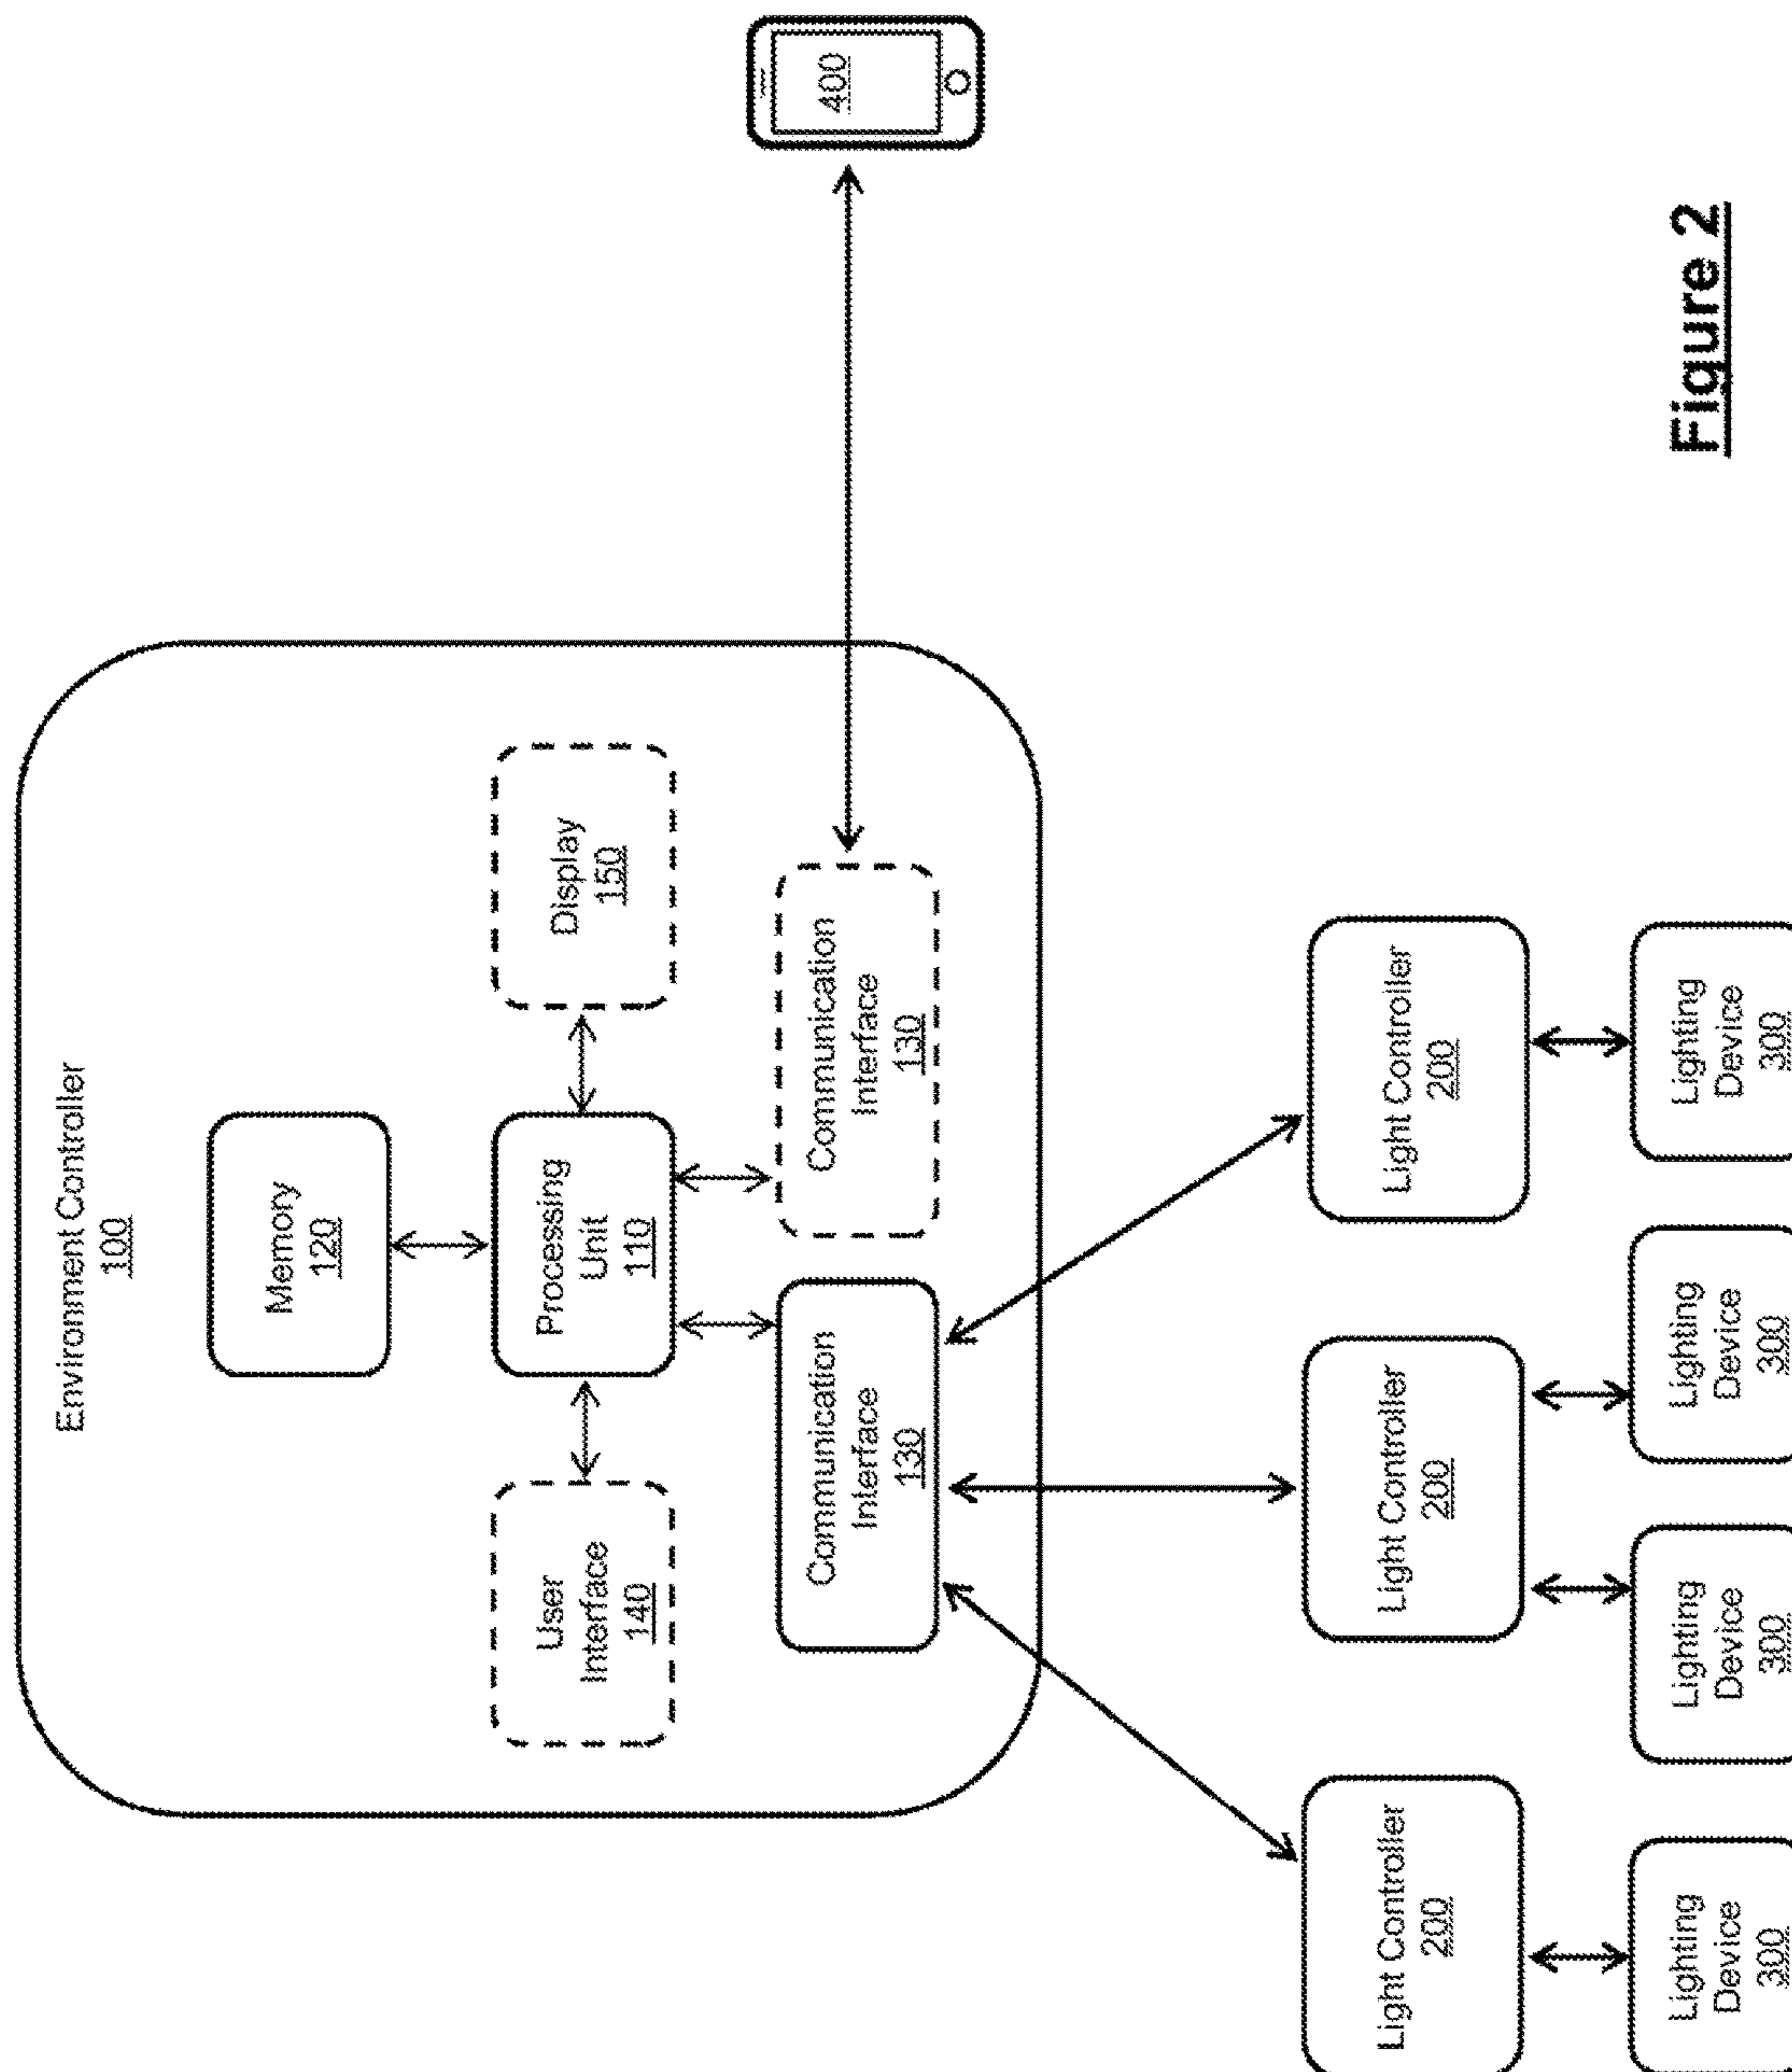 Environment Controller
100
Memory
120
User
Interface
140
Processing
Unit
110
Display
150
Communication
Interface
130
Communication
Interface
130
400
Light Controller
200
Light Controller
200
Light Controller
200
Lighting
Device
300
Lighting
Device
300
Lighting
Device
300
Lighting
Device
300
Figure 2